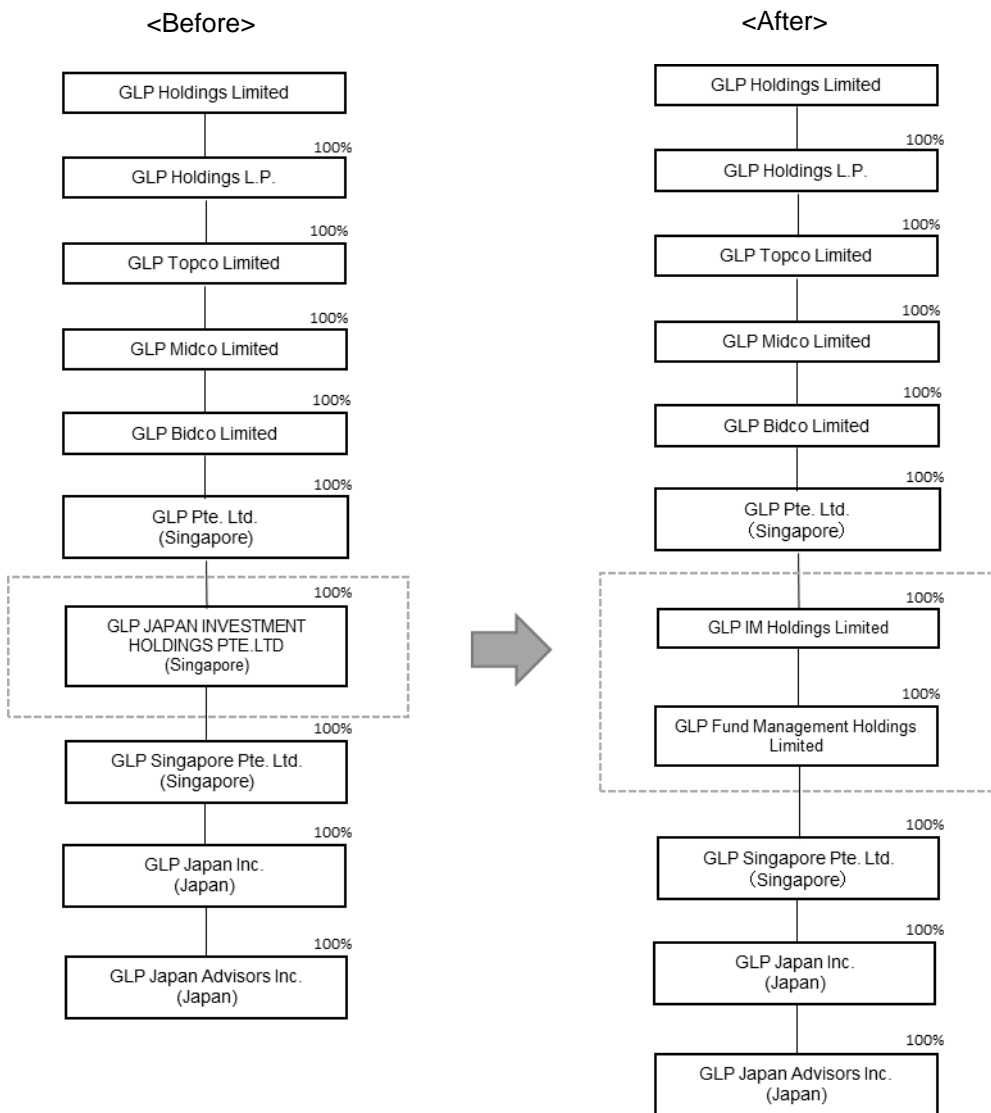 <Before>
GLP Holdings Limited
100%
GLP Holdings L.P.
100%
GLP Topco Limited
100%
GLP Midco Limited
100%
GLP Bidco Limited
100%
GLP Pte. Ltd.
(Singapore)
100%
GLP JAPAN INVESTMENT
HOLDINGS PTE.LTD
(Singapore)
100%
GLP Singapore Pte. Ltd.
(Singapore)
100%
GLP Japan Inc.
(Japan)
100%
GLP Japan Advisors Inc.
(Japan)
<After>
GLP Holdings Limited
100%
GLP Holdings L.P.
100%
GLP Topco Limited
100%
GLP Midco Limited
100%
GLP Bidco Limited
100%
GLP Pte. Ltd.
（Singapore）
100%
GLP IM Holdings Limited
100%
GLP Fund Management Holdings
Limited
100%
GLP Singapore Pte. Ltd.
（Singapore）
100%
GLP Japan Inc.
(Japan)
100%
GLP Japan Advisors Inc.
(Japan)